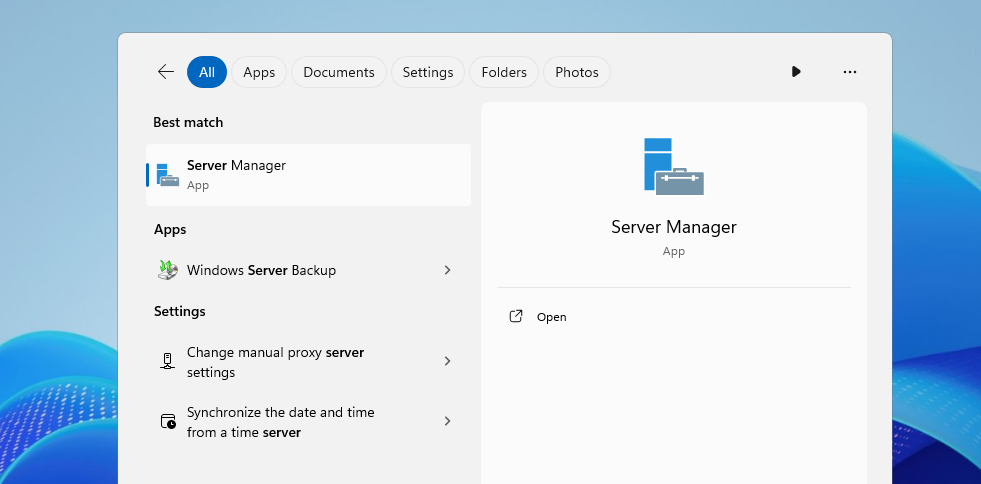 All Apps Documents Settings Folders Photos
Best match
Server Manager
App
Apps
Windows Server Backup
Settings
Change manual proxy server
settings
Synchronize the date and time
from a time server
Server Manager
App
Open